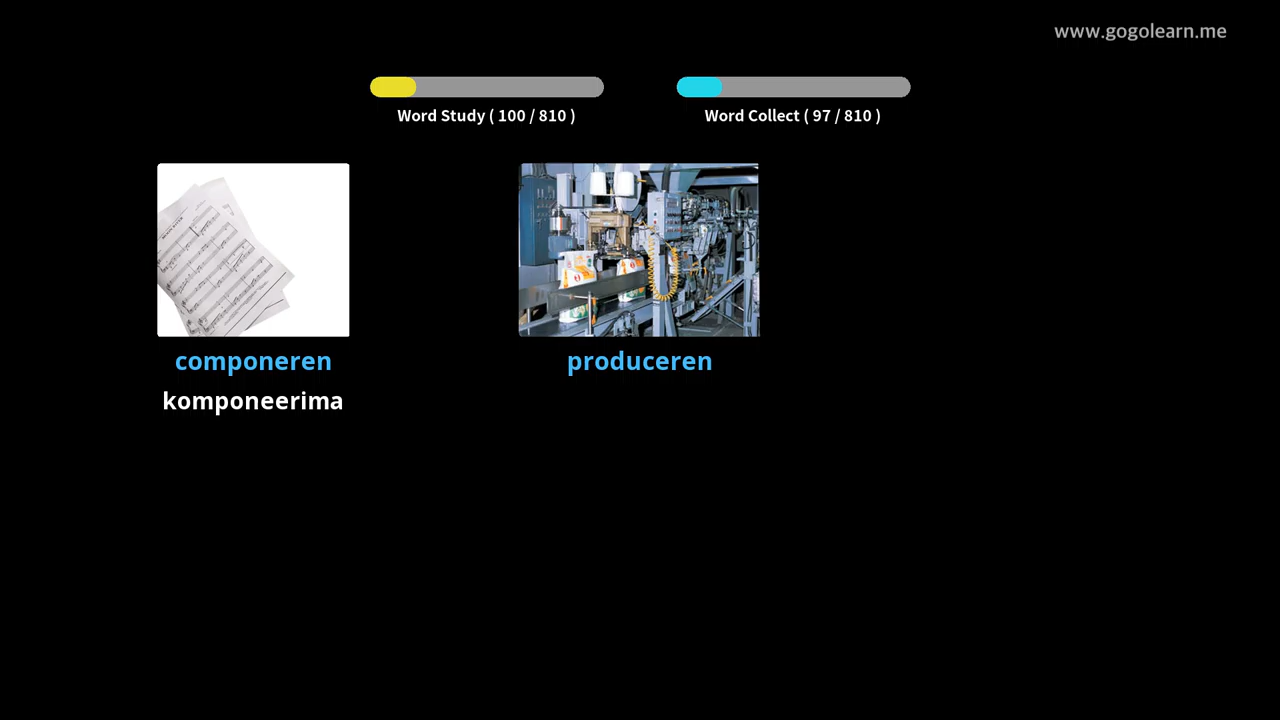 www.gogolearn.me
Word Study ( 100 / 810 )
Word Collect ( 97 / 810 )
componeren
produceren
komponeerima